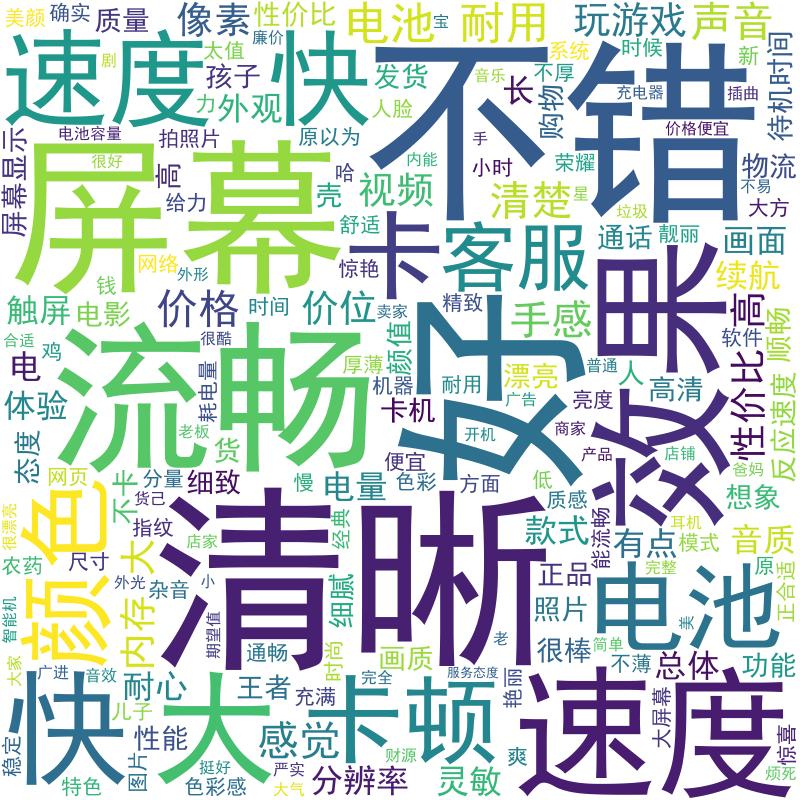 美颜
确实
质量
像素
性价比
电池
耐用
玩游戏
声音
速度
快
不错
太值
廉价
宝
系统
时候
新
剧
孩子
发货
人脸
音乐
不厚
长
购物
充电器
插曲
待机时间
力
外观
电池容量
拍照片
原以为
手
价格便宜
屏幕显示
屏幕
很好
高
哈
卡
内能
小时
荣耀
物流
不易
给力
壳
视频
清楚
星
垃圾
大方
舒适
客服
通话
靓丽
画面
网络
惊艳
效果
续航
外形
钱
触屏
电影
价格
时间
价位
卖家
精致
手感
高
颜值
好
软件
顺畅
合适
鸡
很酷
流畅
厚薄
漂亮
普通
人
高清
性价比
电
机器
耐用
广告
亮度
反应速度
体验
耗电量
卡机
开机
商家
老板
态度
货
便宜
产品
店铺
爸妈
网页
分量
细致
慢
电量
色彩
方面
低
质感
想象
颜色
不卡
货己
很漂亮
清晰
指纹
店家
经典
款式
能流畅
有点
耳机
模式
音质
农药
尺寸
大
内存
外光
杂音
小
细腻
正品
完整
原
正合适
智能机
期望值
照片
电池
美
大家
广进
音效
通畅
时尚
画质
老
很棒
简单
不薄
总体
功能
快
耐心
大
王者
充满
完全
服务态度
艳丽
速度
大屏幕
惊喜
儿子
卡顿
稳定
性能
感觉
财源
爽
特色
图片
挺好
色彩感
严实
大气
分辨率
灵敏
烦死